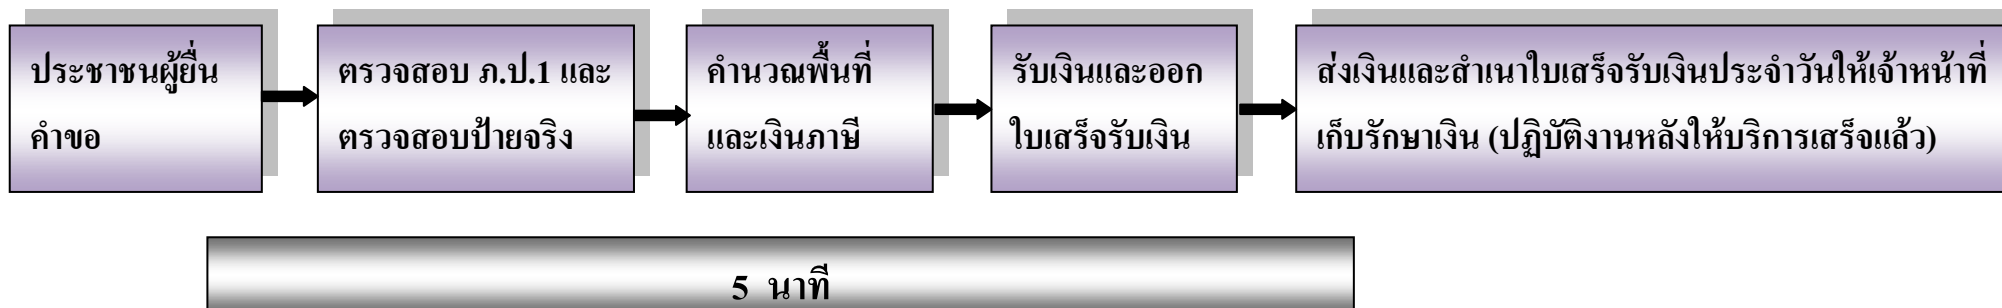 ประชาชนผู้ยื่น
คำขอ
ตรวจสอบ ภ.ป.1 และ
ตรวจสอบป้ายจริง
คำนวณพื้นที่
และเงินภาษี
รับเงินและออก
ใบเสร็จรับเงิน
ส่งเงินและสำเนาใบเสร็จรับเงินประจำวันให้เจ้าหน้าที่
เก็บรักษาเงิน (ปฏิบัติงานหลังให้บริการเสร็จแล้ว)
5 นาที